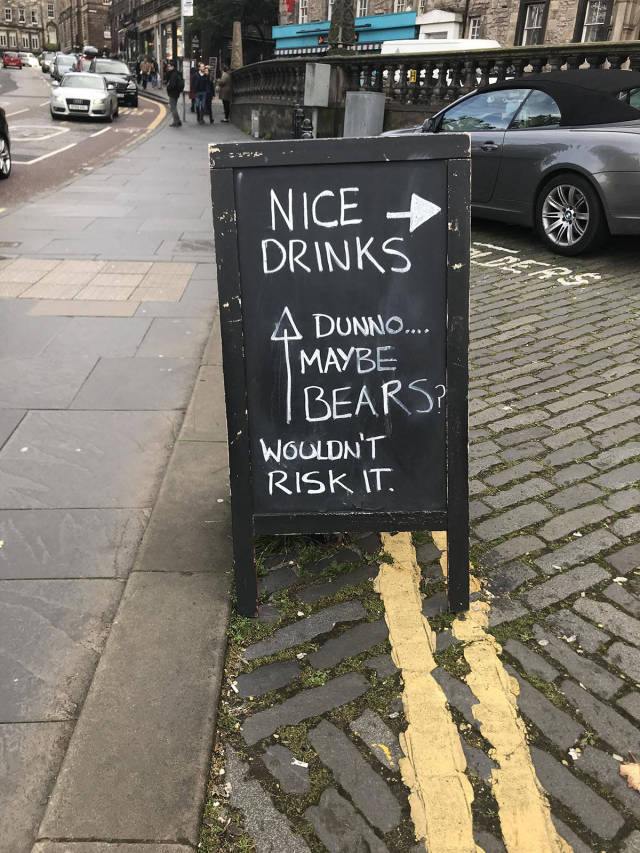 NICE
DRINKS
DUNNO....
MAYBE
BEARS?
WOULDN'T
RISK IT.